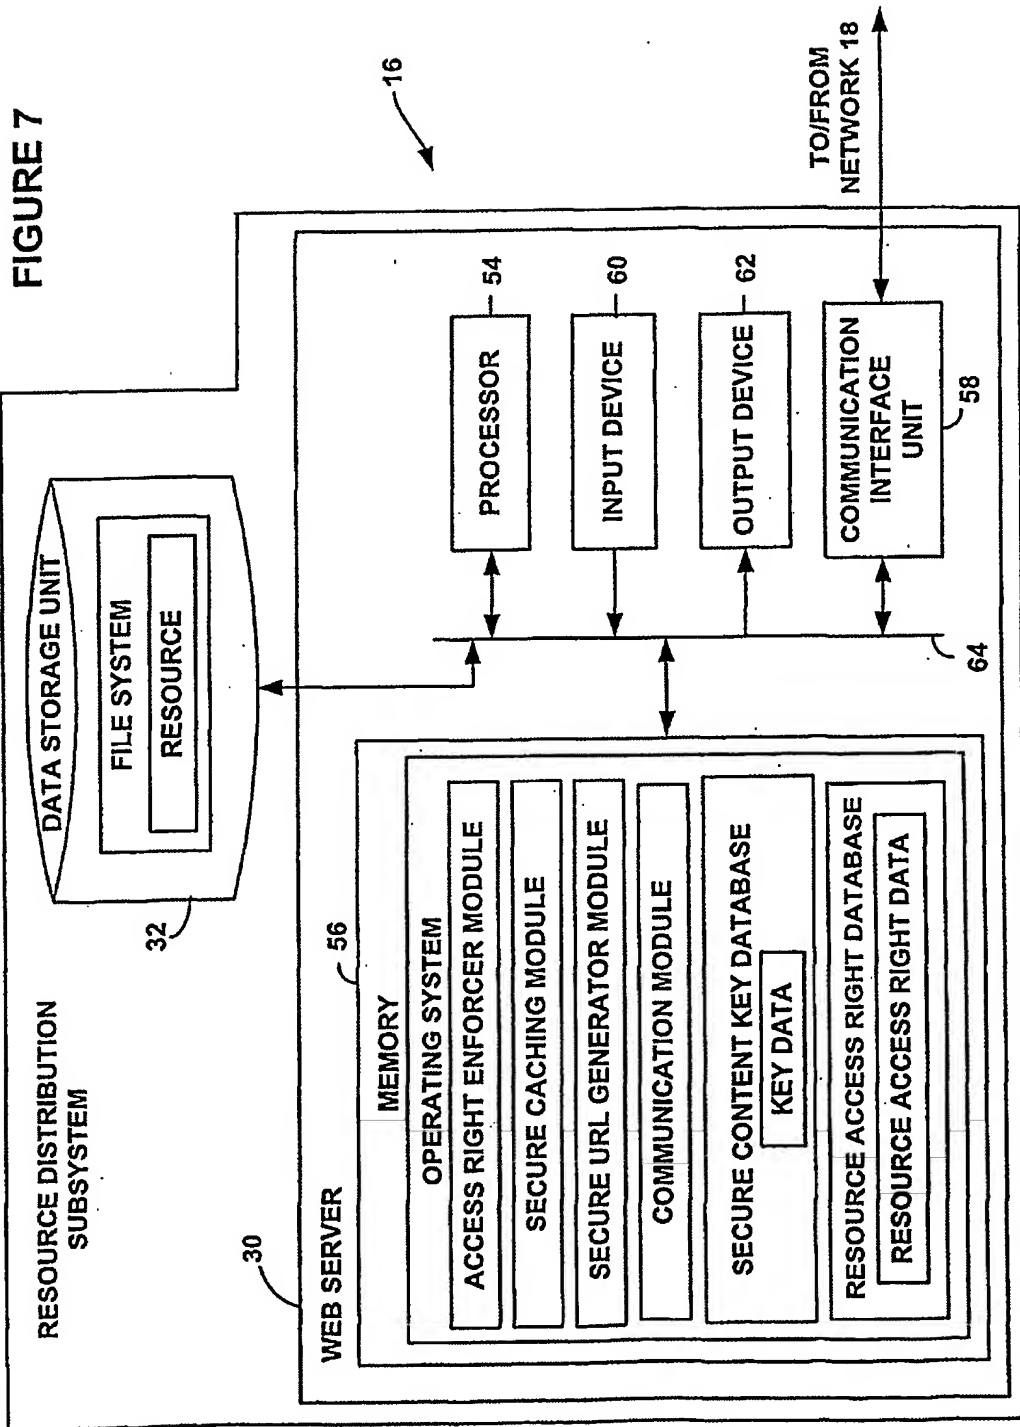 FIGURE 7
RESOURCE DISTRIBUTION
SUBSYSTEM
DATA STORAGE UNIT
FILE SYSTEM
RESOURCE
32
16
30
WEB SERVER
56
MEMORY
OPERATING SYSTEM
ACCESS RIGHT ENFORCER MODULE
SECURE CACHING MODULE
SECURE URL GENERATOR MODULE
COMMUNICATION MODULE
SECURE CONTENT KEY DATABASE
KEY DATA
RESOURCE ACCESS RIGHT DATABASE
RESOURCE ACCESS RIGHT DATA
PROCESSOR
54
INPUT DEVICE
60
OUTPUT DEVICE
62
COMMUNICATION
INTERFACE
UNIT
58
64
TO/FROM
NETWORK 18